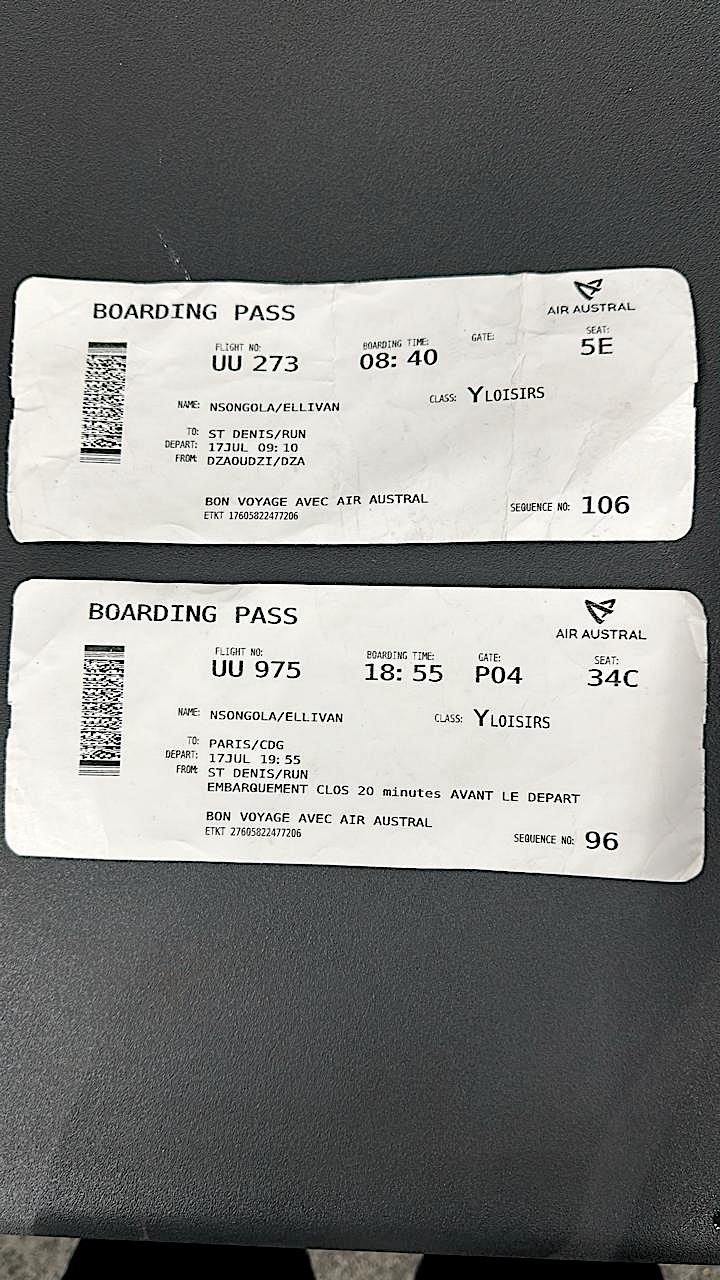 BOARDING PASS
AIR AUSTRAL
FLIGHT NO: BOARDING TIME: GATE: SEAT:
UU 273 08:40 5E
NAME: NSONGOLA/ELLIVAN CLASS: Y LOISIRS
TO: ST DENIS/RUN
DEPART: 17JUL 09:10
FROM: DZAOUDZI/DZA
BON VOYAGE AVEC AIR AUSTRAL
ETKT 17605822477206
SEQUENCE NO: 106
BOARDING PASS
AIR AUSTRAL
FLIGHT NO: BOARDING TIME: GATE: SEAT:
UU 975 18:55 P04 34C
NAME: NSONGOLA/ELLIVAN CLASS: Y LOISIRS
TO: PARIS/CDG
DEPART: 17JUL 19:55
FROM: ST DENIS/RUN
EMBARQUEMENT CLOS 20 minutes AVANT LE DEPART
BON VOYAGE AVEC AIR AUSTRAL
ETKT 27605822477206
SEQUENCE NO: 96